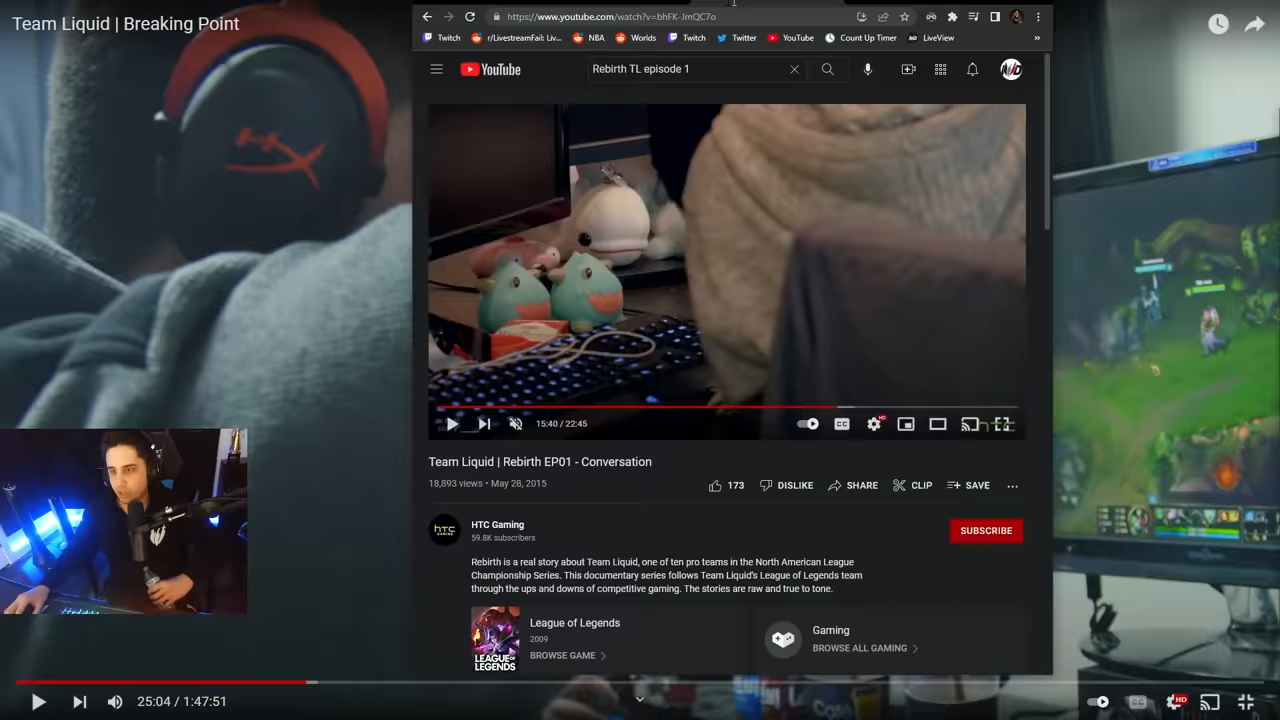 Team Liquid | Breaking Point
https://www.youtube.com/watch?v=bhFK-JmQC7o
Twitch
r/LivestreamFail: Liv...
NBA
Worlds
Twitch
Twitter
YouTube
Count Up Timer
LiveView
»
YouTube
Rebirth TL episode 1
15:40 / 22:45
CC
HD
htc
Team Liquid | Rebirth EP01 - Conversation
18,893 views • May 28, 2015
173
DISLIKE
SHARE
CLIP
SAVE
...
htc
HTC Gaming
59.8K subscribers
SUBSCRIBE
Rebirth is a real story about Team Liquid, one of ten pro teams in the North American League
Championship Series. This documentary series follows Team Liquid's League of Legends team
through the ups and downs of competitive gaming. The stories are raw and true to tone.
LEAGUE OF
LEGENDS
League of Legends
2009
BROWSE GAME
Gaming
BROWSE ALL GAMING
25:04 / 1:47:51
CC
HD